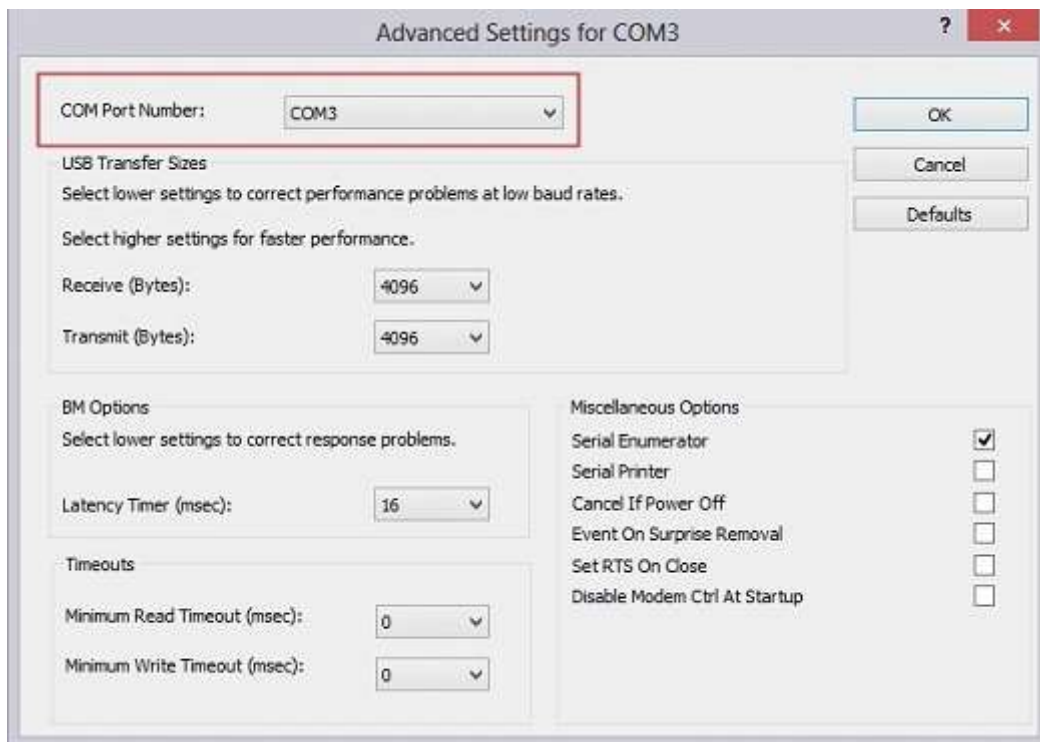 Advanced Settings for COM3
?
COM Port Number:
COM3
OK
Cancel
Defaults
USB Transfer Sizes
Select lower settings to correct performance problems at low baud rates.
Select higher settings for faster performance.
Receive (Bytes):
4096
Transmit (Bytes):
4096
BM Options
Select lower settings to correct response problems.
Latency Timer (msec):
16
Timeouts
Minimum Read Timeout (msec):
0
Minimum Write Timeout (msec):
0
Miscellaneous Options
Serial Enumerator
Serial Printer
Cancel If Power Off
Event On Surprise Removal
Set RTS On Close
Disable Modem Ctrl At Startup